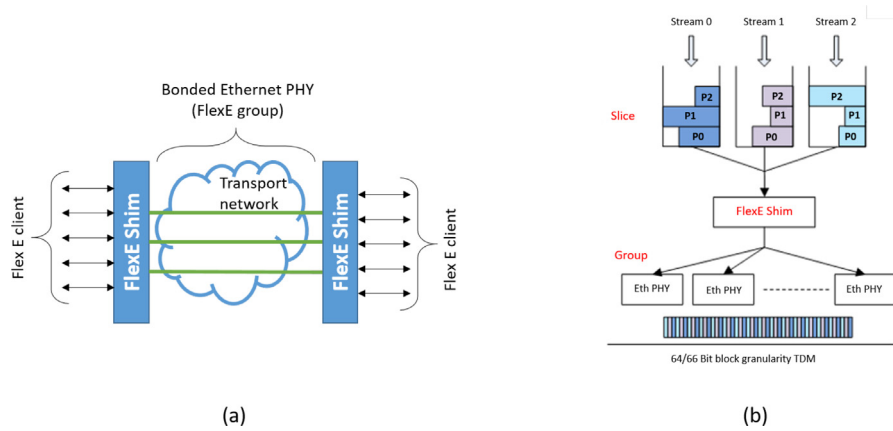 Bonded Ethernet PHY
(FlexE group)
Flex E client
FlexE Shim
Transport
network
FlexE Shim
Flex E client
(a)
Stream 0
Stream 1
Stream 2
Slice
P2
P1
P0
P2
P1
P0
P2
P1
P0
FlexE Shim
Group
Eth PHY
Eth PHY
Eth PHY
64/66 Bit block granularity TDM
(b)